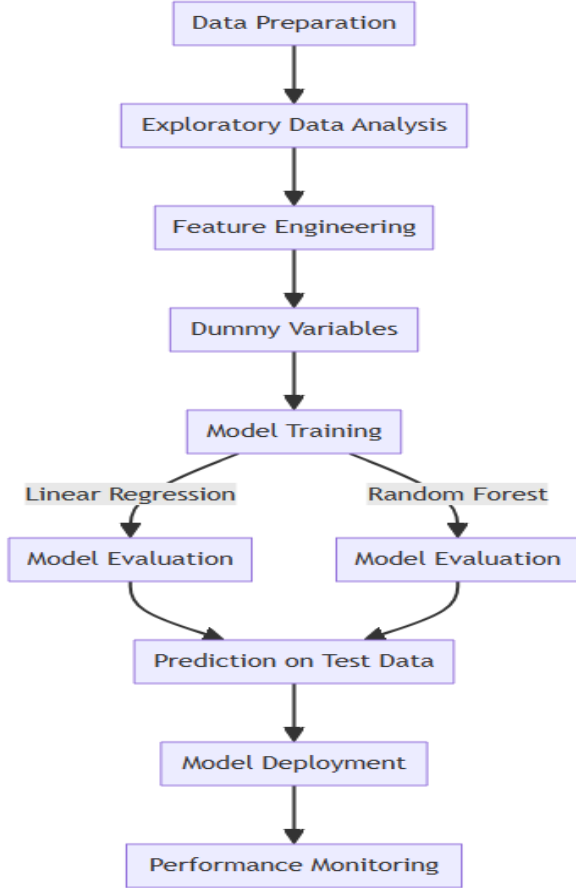 Data Preparation
Exploratory Data Analysis
Feature Engineering
Dummy Variables
Model Training
Linear Regression
Random Forest
Model Evaluation
Model Evaluation
Prediction on Test Data
Model Deployment
Performance Monitoring